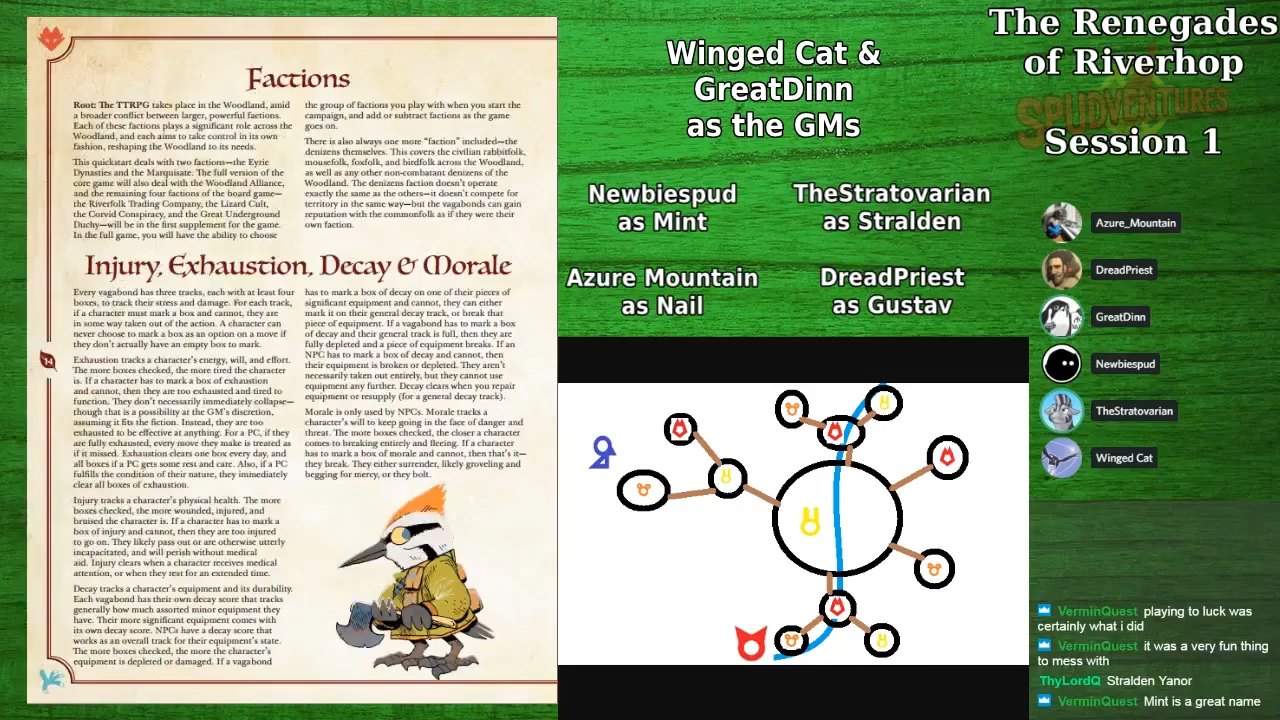 Factions
Root: The TTRPG takes place in the Woodland, amid
a broader conflict between larger, powerful factions.
Each of these factions plays a significant role across the
Woodland, and each aims to take control in its own
fashion, reshaping the Woodland to its needs.
This quickstart deals with two factions—the Eyrie
Dynasties and the Marquisate. The full version of the
core game will also deal with the Woodland Alliance,
and the remaining four factions of the board game—
the Riverfolk Trading Company, the Lizard Cult,
the Corvid Conspiracy, and the Great Underground
Duchy—will be in the first supplement for the game.
In the full game, you will have the ability to choose
the group of factions you play with when you start the
campaign, and add or subtract factions as the game
goes on.
There is also always one more “faction” included—the
denizens themselves. This covers the civilian rabbitfolk,
mousefolk, foxfolk, and birdfolk across the Woodland,
as well as any other non-combatant denizens of the
Woodland. The denizens faction doesn’t operate
exactly the same as the others—it doesn’t compete for
territory in the same way—but the vagabonds can gain
reputation with the commonfolk as if they were their
own faction.
Injury, Exhaustion, Decay & Morale
Every vagabond has three tracks, each with at least four
boxes, to track their stress and damage. For each track,
if a character must mark a box and cannot, they are
in some way taken out of the action. A character can
never choose to mark a box as an option on a move if
they don’t actually have an empty box to mark.
Exhaustion tracks a character’s energy, will, and effort.
The more boxes checked, the more tired the character
is. If a character has to mark a box of exhaustion
and cannot, then they are too exhausted and tired to
function. They don’t necessarily immediately collapse—
though that is a possibility at the GM’s discretion,
assuming it fits the fiction. Instead, they are too
exhausted to be effective at anything. For a PC, if they
are fully exhausted, every move they make is treated as
if it missed. Exhaustion clears one box every day, and
all boxes if a PC gets some rest and care. Also, if a PC
fulfills the condition of their nature, they immediately
clear all boxes of exhaustion.
Injury tracks a character’s physical health. The more
boxes checked, the more wounded, injured, and
bruised the character is. If a character has to mark a
box of injury and cannot, then they are too injured
to go on. They likely pass out or are otherwise utterly
incapacitated, and will perish without medical
aid. Injury clears when a character receives medical
attention, or when they rest for an extended time.
Decay tracks a character’s equipment and its durability.
Each vagabond has their own decay score that tracks
generally how much assorted minor equipment they
have. Their more significant equipment comes with
its own decay score. NPCs have a decay score that
works as an overall track for their equipment’s state.
The more boxes checked, the more the character’s
equipment is depleted or damaged. If a vagabond
has to mark a box of decay on one of their pieces of
significant equipment and cannot, they can either
mark it on their general decay track, or break that
piece of equipment. If a vagabond has to mark a box
of decay and their general track is full, then they are
fully depleted and a piece of equipment breaks. If an
NPC has to mark a box of decay and cannot, then
their equipment is broken or depleted. They aren’t
necessarily taken out entirely, but they cannot use
equipment any further. Decay clears when you repair
equipment or resupply (for a general decay track).
Morale is only used by NPCs. Morale tracks a
character’s will to keep going in the face of danger and
threat. The more boxes checked, the closer a character
comes to breaking entirely and fleeing. If a character
has to mark a box of morale and cannot, then that’s it—
they break. They either surrender, likely groveling and
begging for mercy, or they bolt.
14
Winged Cat &
GreatDinn
as the GMs
Newbiespud
as Mint
TheStratovarian
as Stralden
Azure Mountain
as Nail
DreadPriest
as Gustav
The Renegades
of Riverhop
SPUDVENTURES
Session 1
Azure_Mountain
DreadPriest
GreatDinn
Newbiespud
TheStratovarian
Winged Cat
VerminQuest playing to luck was
certainly what i did
VerminQuest it was a very fun thing
to mess with
ThyLordQ Stralden Yanor
VerminQuest Mint is a great name